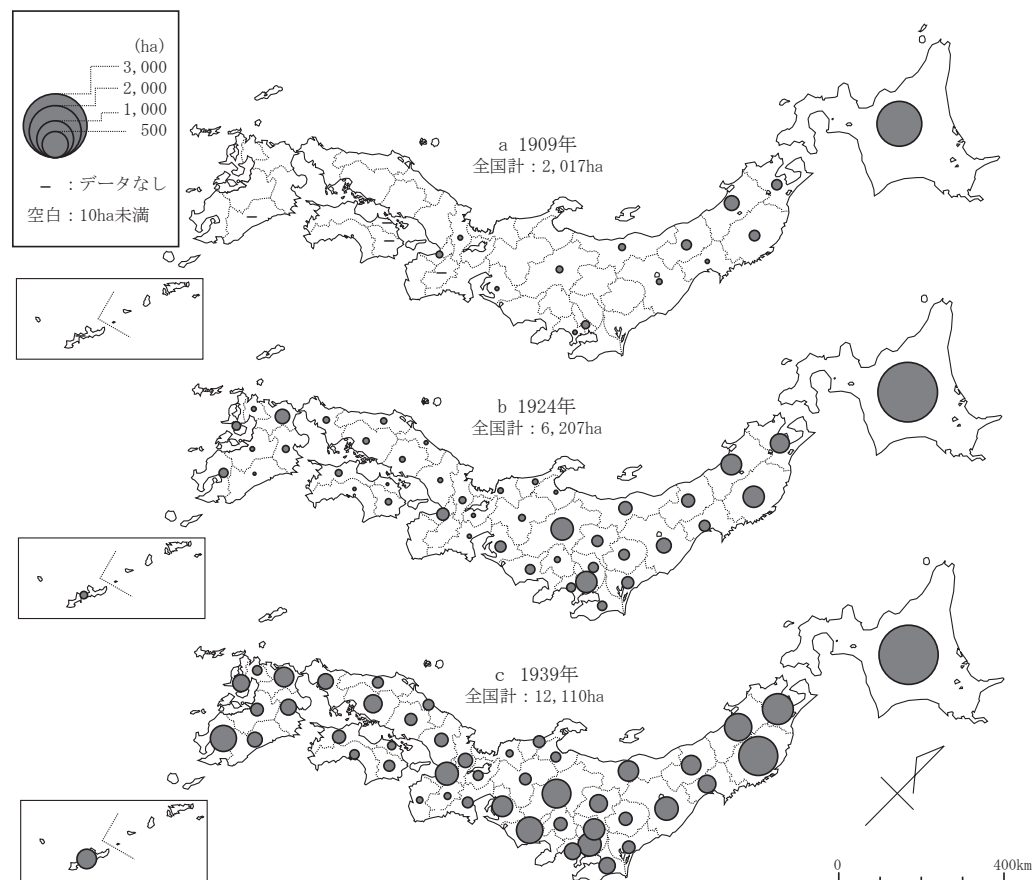 (ha)
3,000
2,000
1,000
500
− :データなし
空白:10ha未満
a 1909年
全国計:2,017ha
b 1924年
全国計:6,207ha
c 1939年
全国計:12,110ha
0 400km